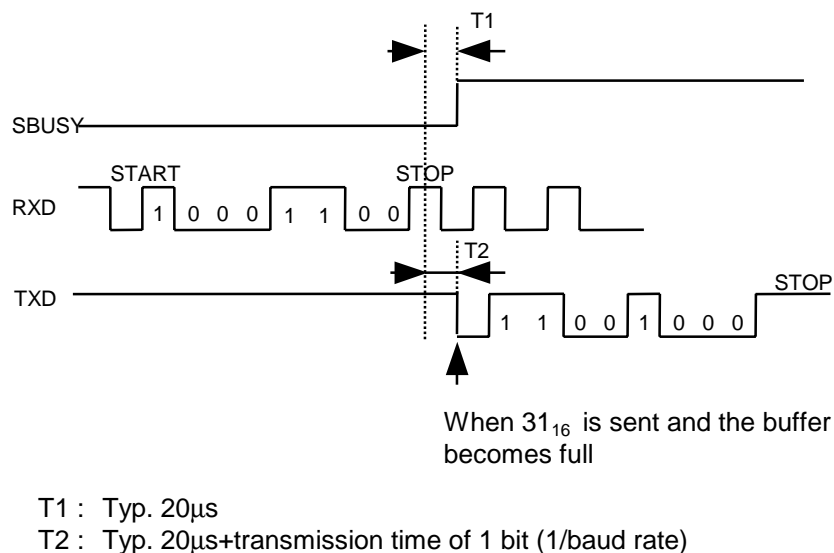 T1
SBUSY
START STOP
RXD
1 0 0 0 1 1 0 0
T2
TXD
STOP
1 1 0 0 1 0 0 0
When 31₁₆ is sent and the buffer
becomes full
T1 : Typ. 20μs
T2 : Typ. 20μs+transmission time of 1 bit (1/baud rate)